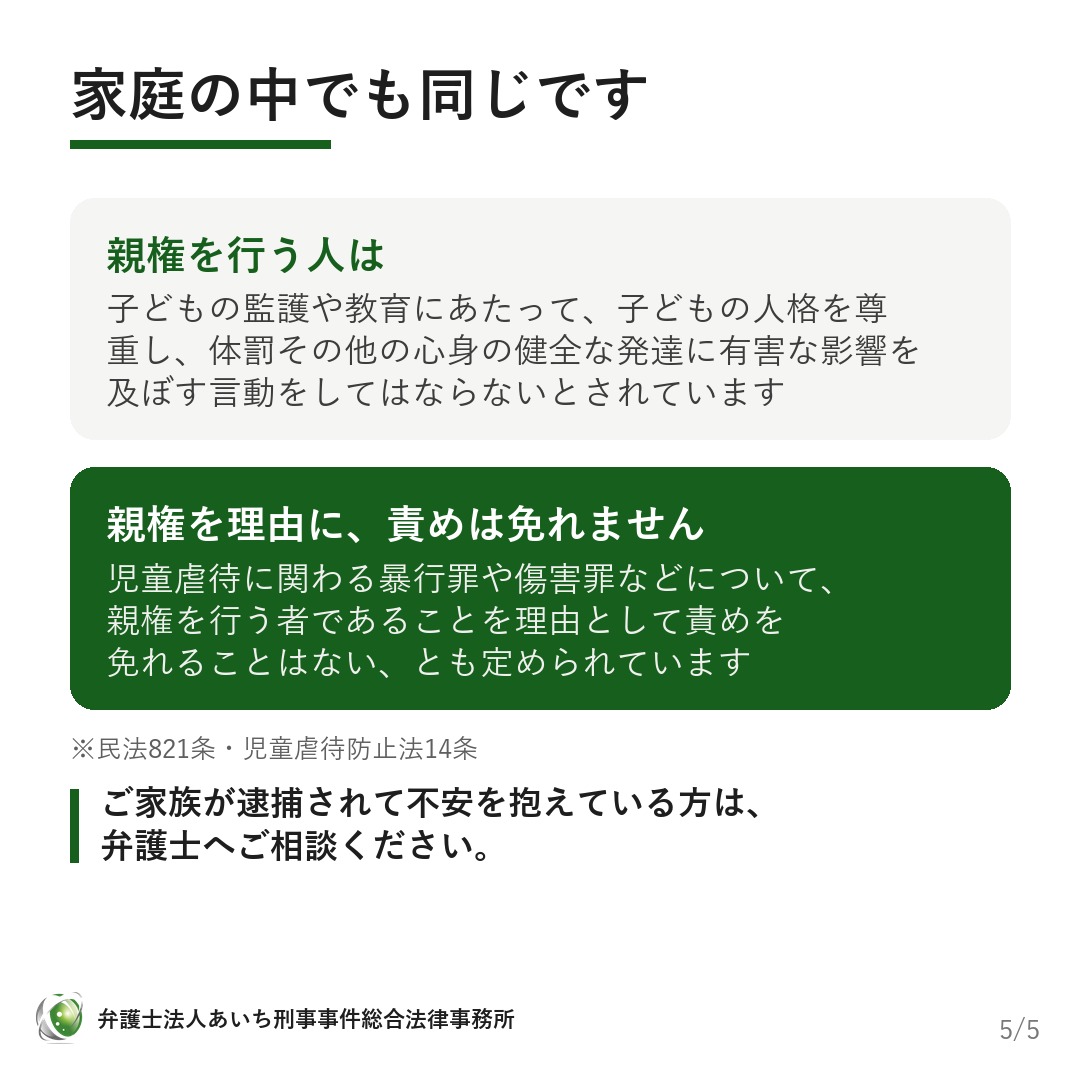 家庭の中でも同じです
親権を行う人は
子どもの監護や教育にあたって、子どもの人格を尊
重し、体罰その他の心身の健全な発達に有害な影響を
及ぼす言動をしてはならないとされています
親権を理由に、責めは免れません
児童虐待に関わる暴行罪や傷害罪などについて、
親権を行う者であることを理由として責めを
免れることはない、とも定められています
※民法821条・児童虐待防止法14条
ご家族が逮捕されて不安を抱えている方は、
弁護士へご相談ください。
弁護士法人あいち刑事事件総合法律事務所
5/5